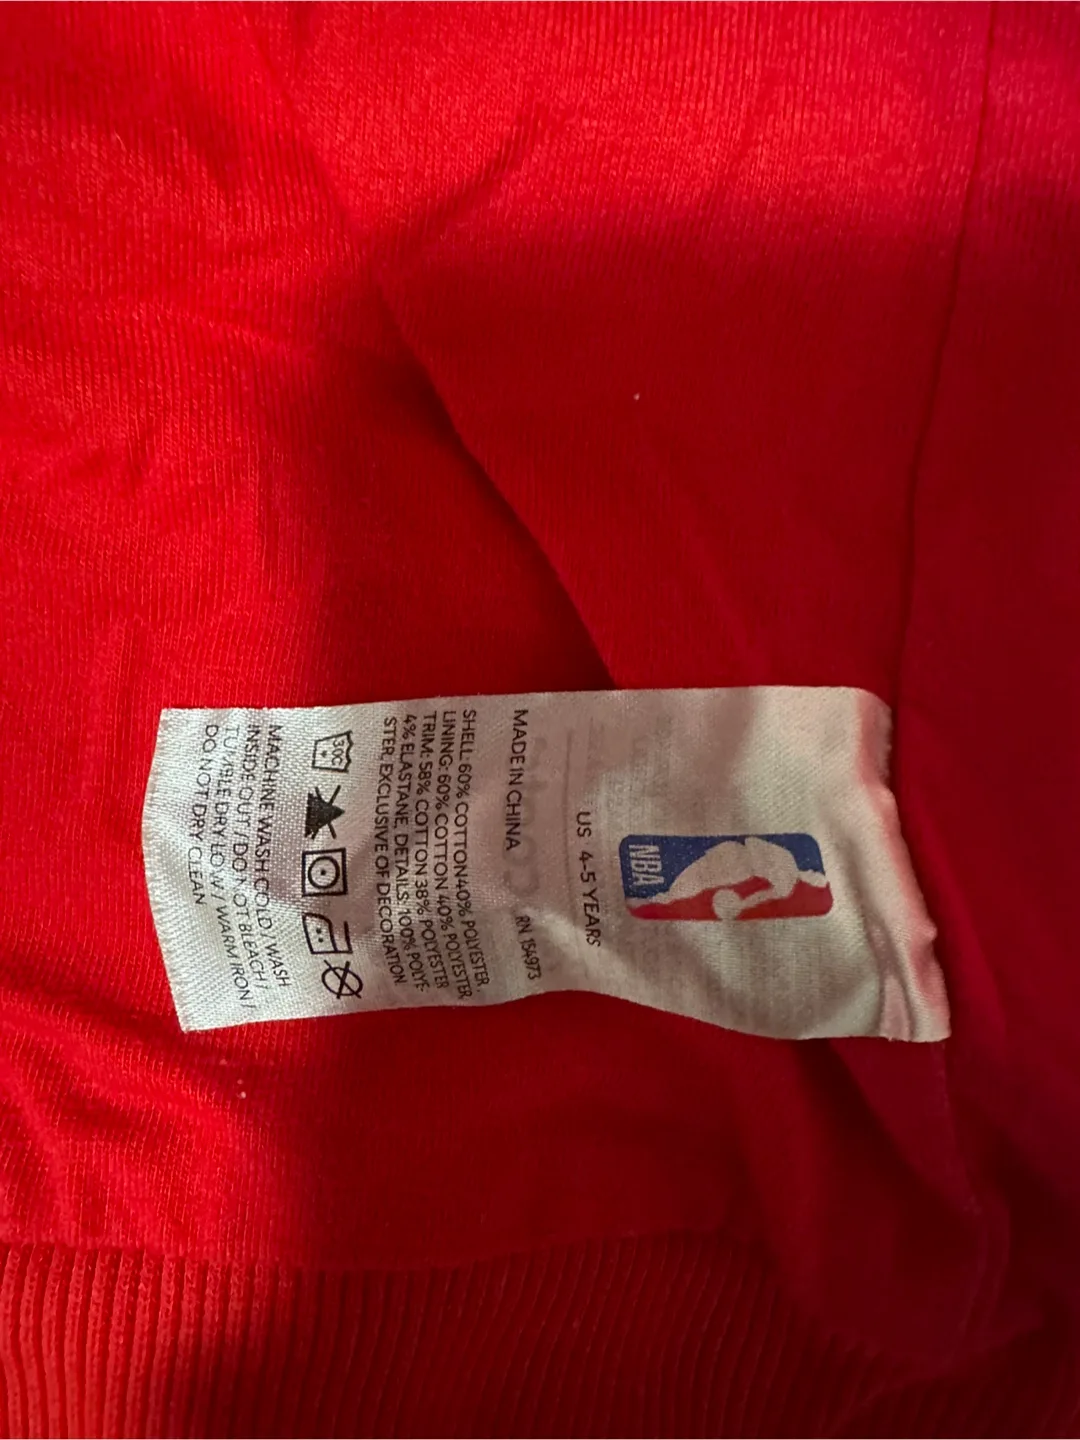 NBA
US 4-5 YEARS
MADE IN CHINA RN 154973
SHELL: 60% COTTON40% POLYESTER
LINING: 60% COTTON 40% POLYESTER
TRIM: 58% COTTON 38% POLYESTER
4% ELASTANE, DETAILS: 100% POLYE-
STER. EXCLUSIVE OF DECORATION
30C
MACHINE WASH COLD / WASH
INSIDE OUT / DO NOT BLEACH /
TUMBLE DRY LOW / WARM IRON /
DO NOT DRY CLEAN